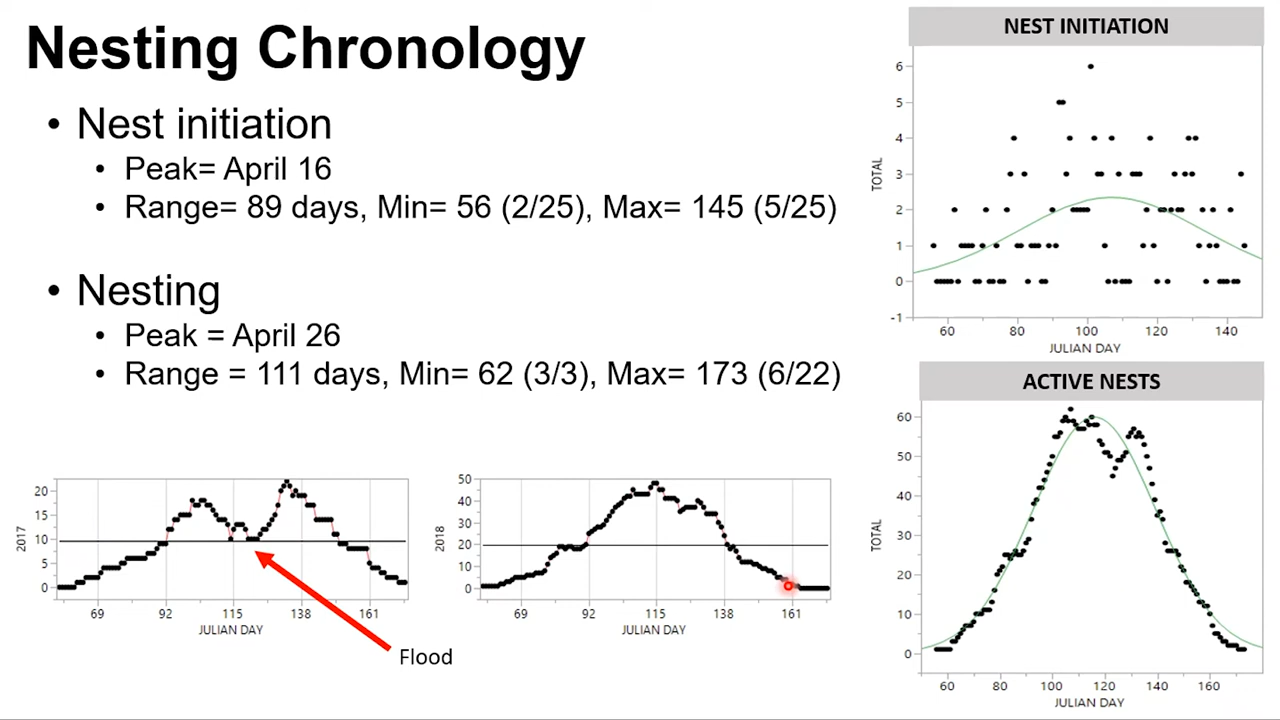 Nesting Chronology
• Nest initiation
• Peak= April 16
• Range= 89 days, Min= 56 (2/25), Max= 145 (5/25)
• Nesting
• Peak = April 26
• Range = 111 days, Min= 62 (3/3), Max= 173 (6/22)
NEST INITIATION
TOTAL
6
5
4
3
2
1
0
-1
60 80 100 120 140
JULIAN DAY
ACTIVE NESTS
TOTAL
60
50
40
30
20
10
0
60 80 100 120 140 160
JULIAN DAY
2017
20
15
10
5
0
69 92 115 138 161
JULIAN DAY
Flood
2018
50
40
30
20
10
0
69 92 115 138 161
JULIAN DAY